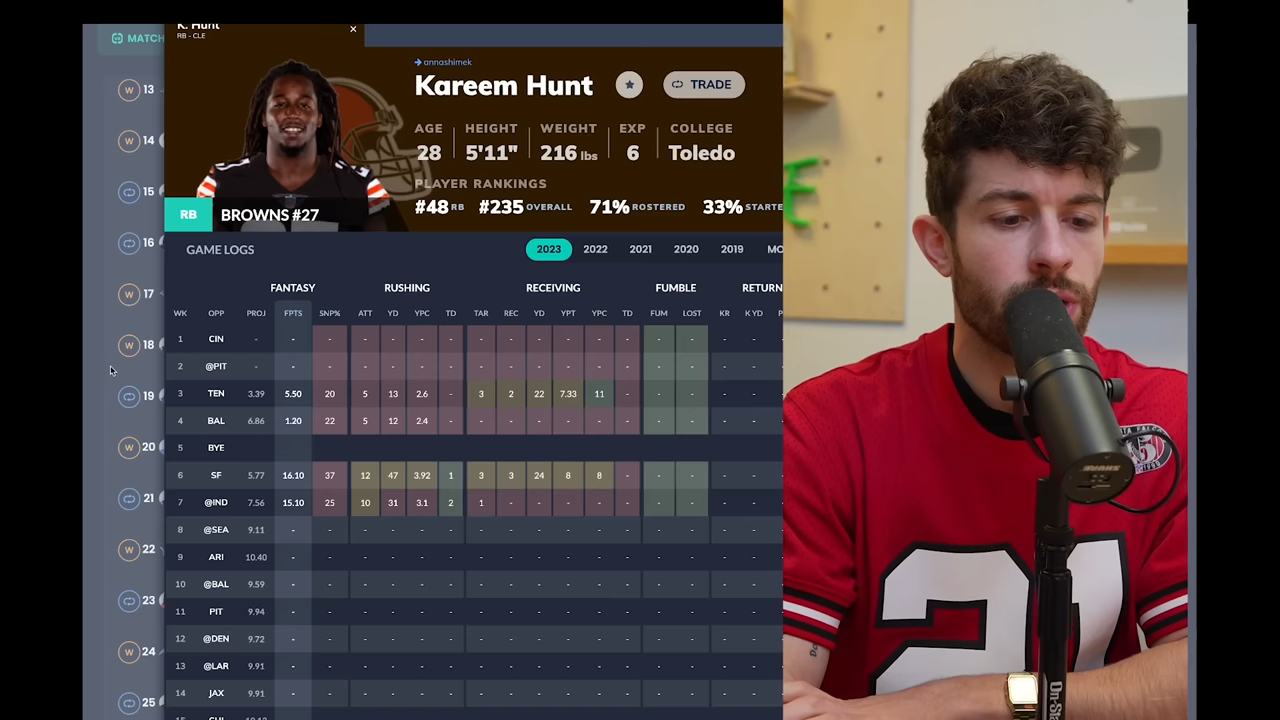 K. Hunt
RB - CLE
MATCH
annashimek
Kareem Hunt
TRADE
AGE HEIGHT WEIGHT EXP COLLEGE
28 5'11" 216 lbs 6 Toledo
PLAYER RANKINGS
#48 RB #235 OVERALL 71% ROSTERED 33% STARTE
RB BROWNS #27
GAME LOGS 2023 2022 2021 2020 2019 MO
FANTASY RUSHING RECEIVING FUMBLE RETURN
WK OPP PROJ FPTS SNP% ATT YD YPC TD TAR REC YD YPT YPC TD FUM LOST KR K YD P
1 CIN - - - - - - - - - - - - - - - - -
2 @PIT - - - - - - - - - - - - - - - - -
3 TEN 3.39 5.50 20 5 13 2.6 - 3 2 22 7.33 11 - - - - -
4 BAL 6.86 1.20 22 5 12 2.4 - - - - - - - - - - -
5 BYE
6 SF 5.77 16.10 37 12 47 3.92 1 3 3 24 8 8 - - - - -
7 @IND 7.56 15.10 25 10 31 3.1 2 1 - - - - - - - - -
8 @SEA 9.11 - - - - - - - - - - - - - - - -
9 ARI 10.40 - - - - - - - - - - - - - - - -
10 @BAL 9.59 - - - - - - - - - - - - - - - -
11 PIT 9.94 - - - - - - - - - - - - - - - -
12 @DEN 9.72 - - - - - - - - - - - - - - - -
13 @LAR 9.91 - - - - - - - - - - - - - - - -
14 JAX 9.91 - - - - - - - - - - - - - - - -
W 13
W 14
15
16
W 17
W 18
19
W 20
21
W 22
23
W 24
25
21
On-Sta